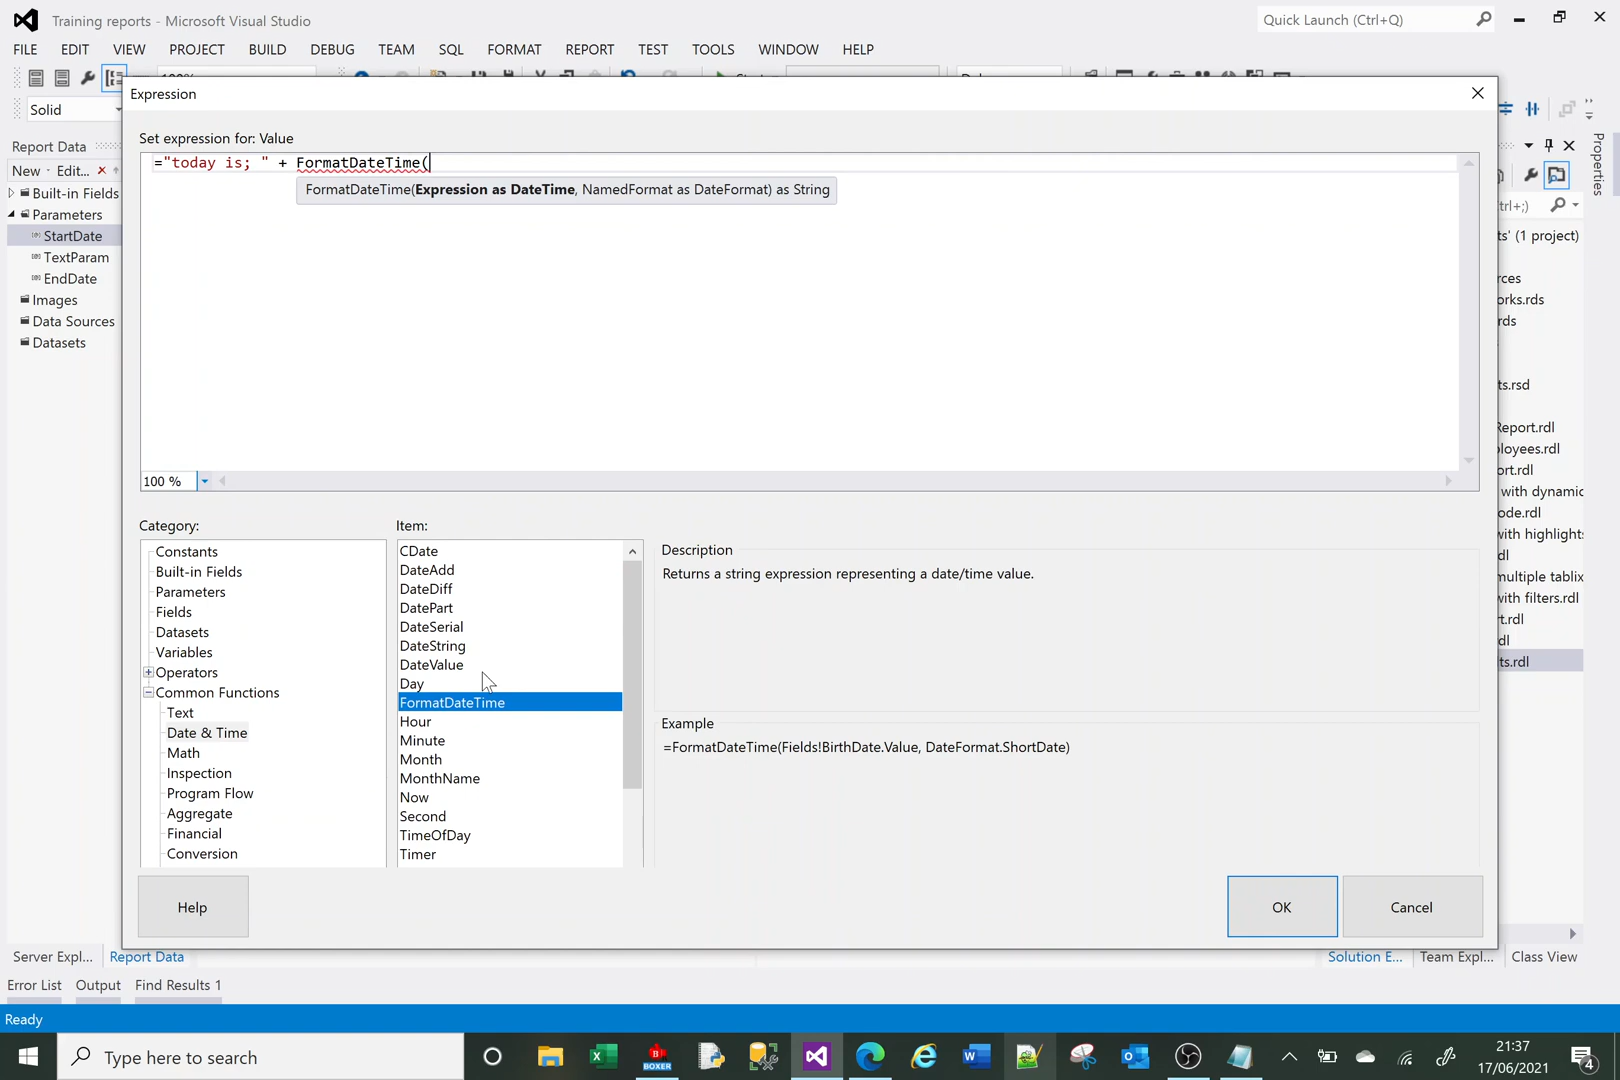 Training reports - Microsoft Visual Studio
Quick Launch (Ctrl+Q)
FILE EDIT VIEW PROJECT BUILD DEBUG TEAM SQL FORMAT REPORT TEST TOOLS WINDOW HELP
Solid
Expression
Set expression for: Value
="today is; " + FormatDateTime(
FormatDateTime(Expression as DateTime, NamedFormat as DateFormat) as String
Report Data
New Edit...
Built-in Fields
Parameters
StartDate
TextParam
EndDate
Images
Data Sources
Datasets
100 %
Category:
Constants
Built-in Fields
Parameters
Fields
Datasets
Variables
Operators
Common Functions
Text
Date & Time
Math
Inspection
Program Flow
Aggregate
Financial
Conversion
Item:
CDate
DateAdd
DateDiff
DatePart
DateSerial
DateString
DateValue
Day
FormatDateTime
Hour
Minute
Month
MonthName
Now
Second
TimeOfDay
Timer
Description
Returns a string expression representing a date/time value.
Example
=FormatDateTime(Fields!BirthDate.Value, DateFormat.ShortDate)
Help
OK
Cancel
Properties
trl+;)
ts' (1 project)
rces
orks.rds
rds
ts.rsd
Report.rdl
ployees.rdl
ort.rdl
with dynamic
ode.rdl
with highlights
dl
multiple tablix
with filters.rdl
rt.rdl
rdl
ts.rdl
Server Expl... Report Data
Solution E... Team Expl... Class View
Error List Output Find Results 1
Ready
Type here to search
BOXER
21:37
17/06/2021
4